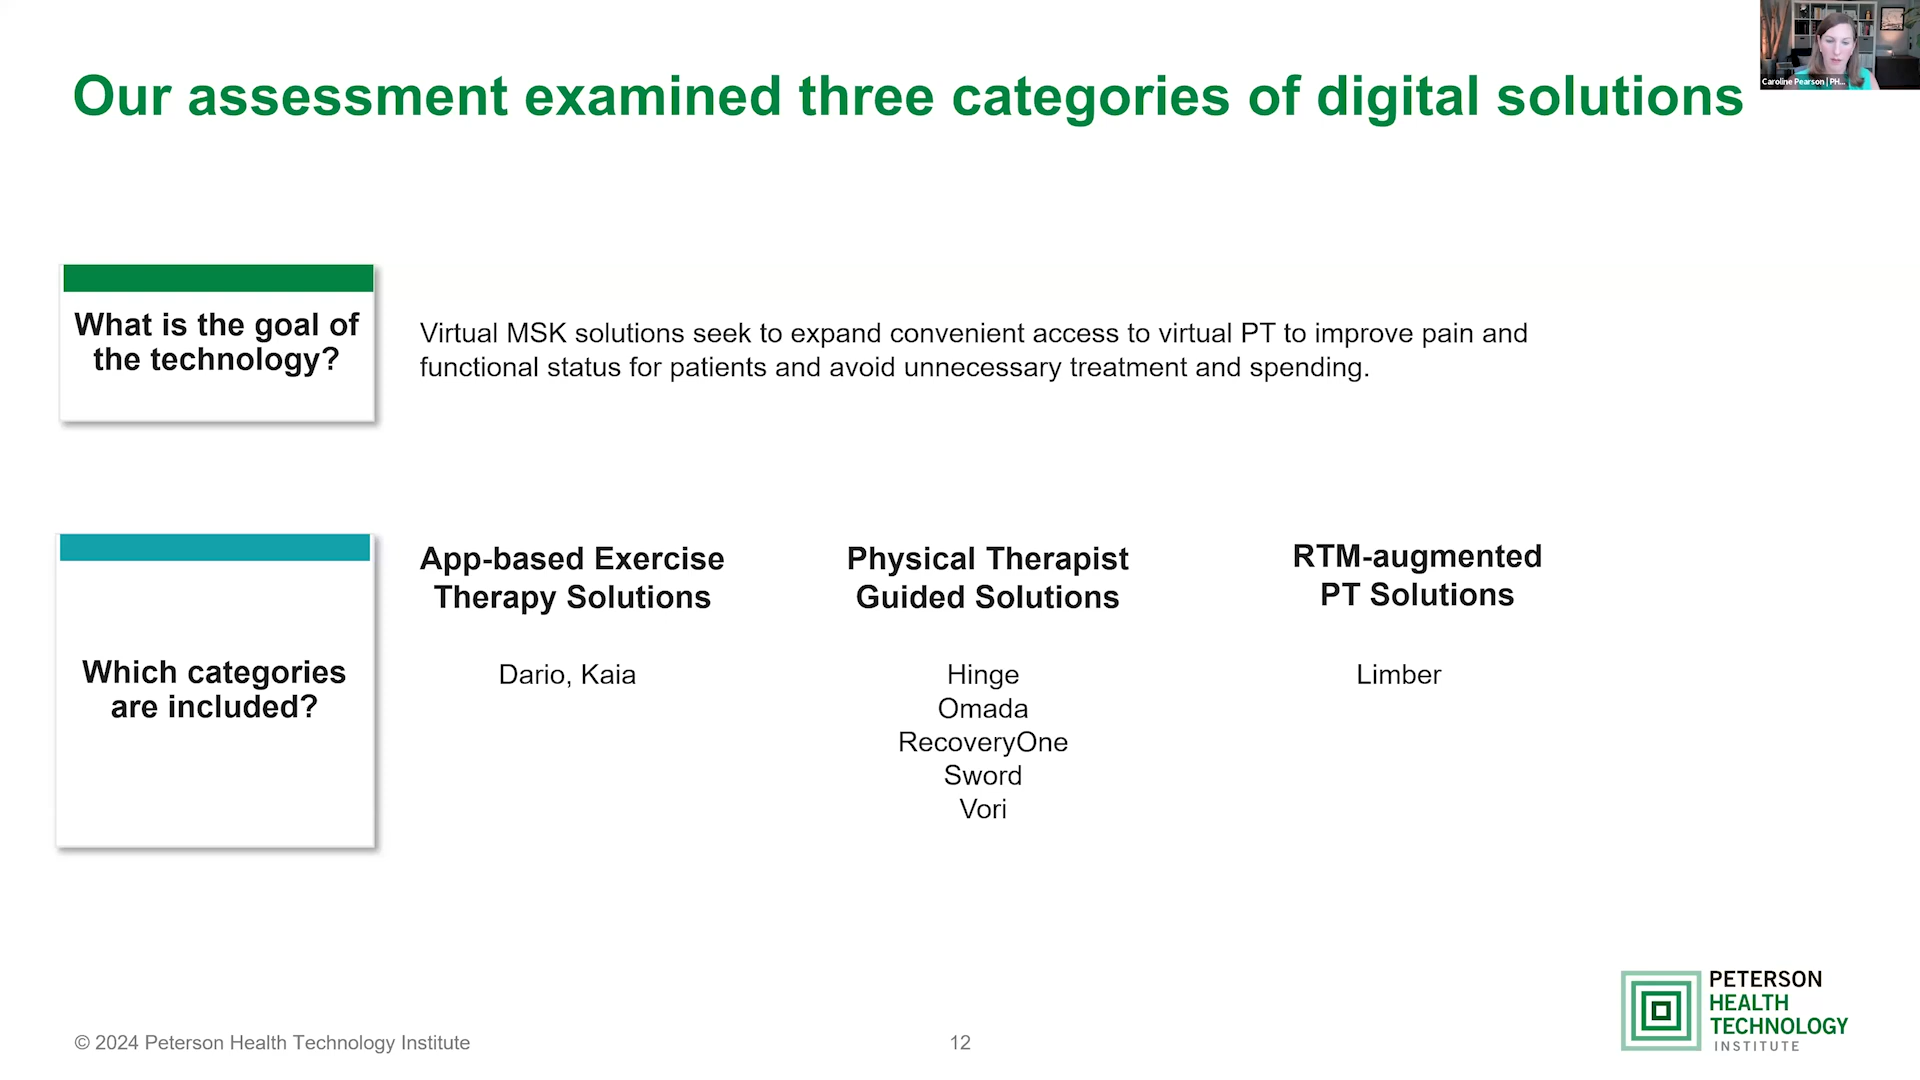 Our assessment examined three categories of digital solutions
Caroline Pearson | PH...
What is the goal of
the technology?
Virtual MSK solutions seek to expand convenient access to virtual PT to improve pain and
functional status for patients and avoid unnecessary treatment and spending.
Which categories
are included?
App-based Exercise
Therapy Solutions
Dario, Kaia
Physical Therapist
Guided Solutions
Hinge
Omada
RecoveryOne
Sword
Vori
RTM-augmented
PT Solutions
Limber
© 2024 Peterson Health Technology Institute
12
PETERSON
HEALTH
TECHNOLOGY
INSTITUTE